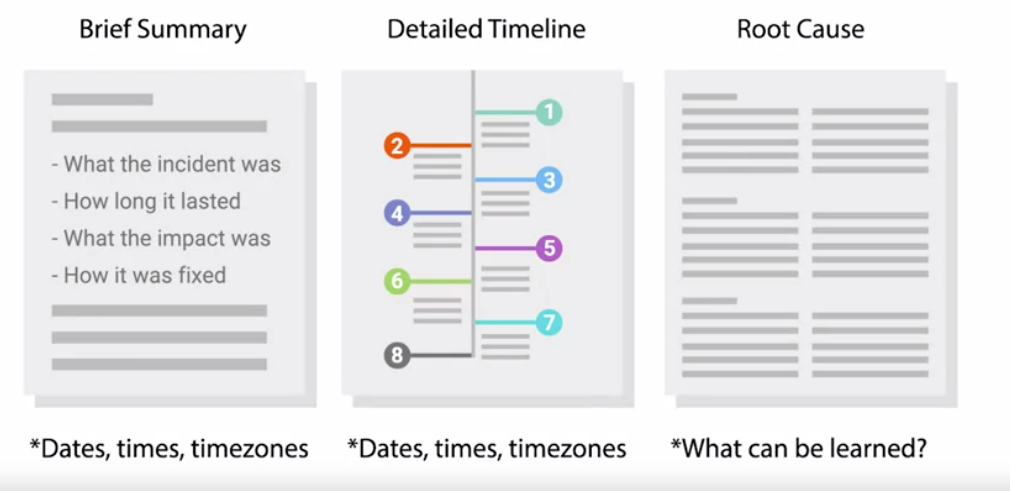 Brief Summary
- What the incident was
- How long it lasted
- What the impact was
- How it was fixed
*Dates, times, timezones
Detailed Timeline
1
2
3
4
5
6
7
8
*Dates, times, timezones
Root Cause
*What can be learned?